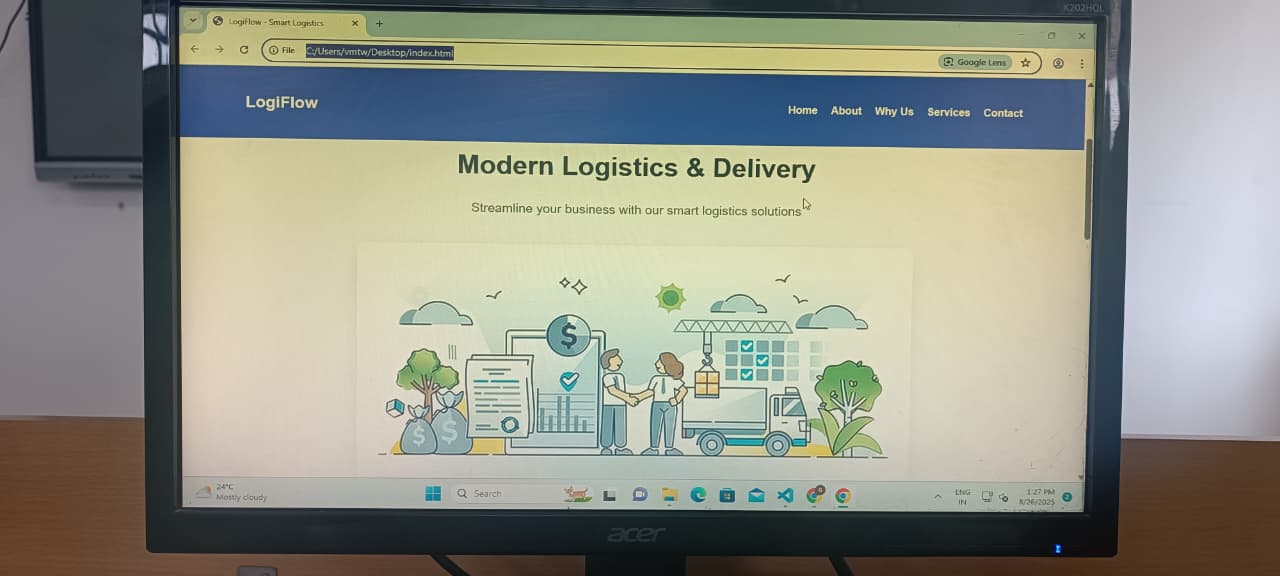 K202HQL
LogiFlow - Smart Logistics
File C:/Users/vmtw/Desktop/index.html Google Lens
LogiFlow
Home About Why Us Services Contact
Modern Logistics & Delivery
Streamline your business with our smart logistics solutions
$
$ $
24°C
Mostly cloudy
Search
ENG
IN
1:27 PM
8/26/2025
2
acer